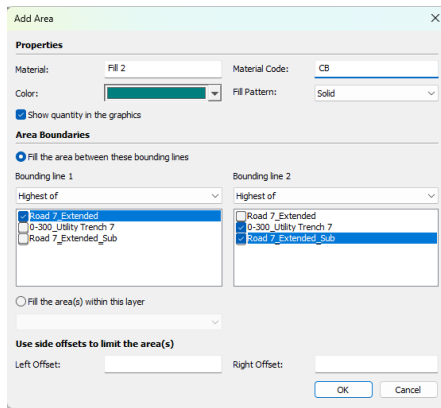 Add Area
Properties
Material: Fill 2 Material Code: CB
Color: Fill Pattern: Solid
Show quantity in the graphics
Area Boundaries
Fill the area between these bounding lines
Bounding line 1 Bounding line 2
Highest of Highest of
Road 7_Extended Road 7_Extended
0-300_Utility Trench 7 0-300_Utility Trench 7
Road 7_Extended_Sub Road 7_Extended_Sub
Fill the area(s) within this layer
Use side offsets to limit the area(s)
Left Offset: Right Offset:
OK Cancel